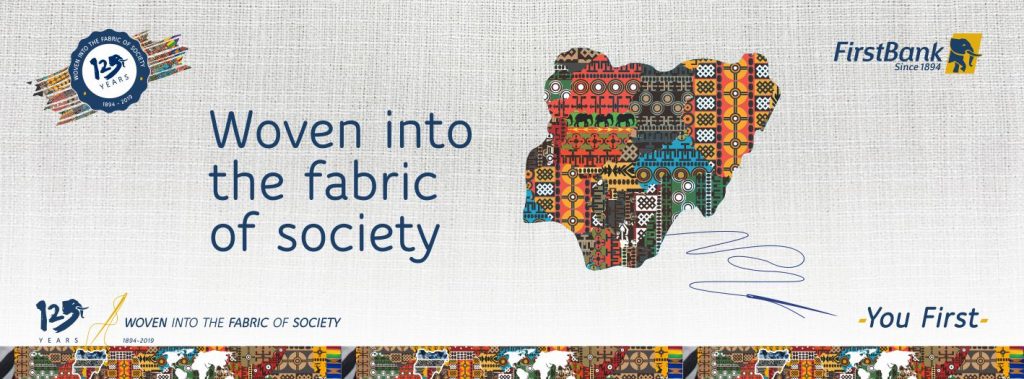 WOVEN INTO THE FABRIC OF SOCIETY
125
YEARS
1894 - 2019
FirstBank
Since 1894
Woven into
the fabric
of society
125
YEARS
WOVEN INTO THE FABRIC OF SOCIETY
1894-2019
-You First-